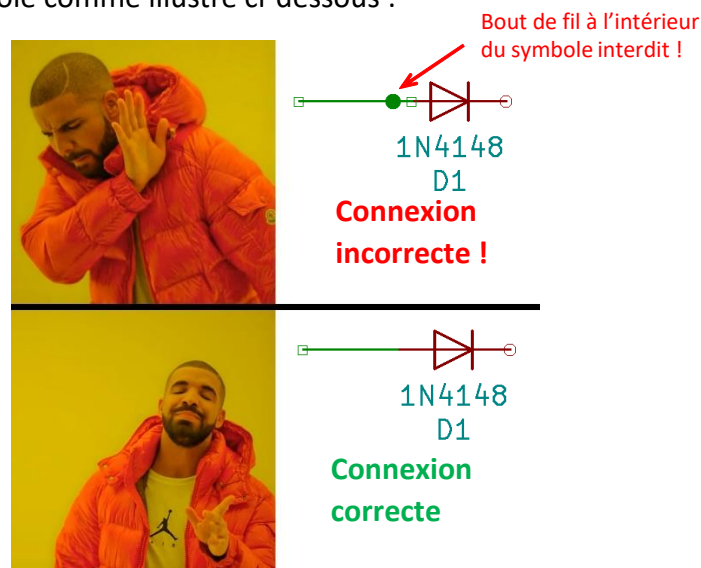 ole comme illustré ci-dessous :
Bout de fil à l'intérieur
du symbole interdit !
1N4148
D1
Connexion
incorrecte !
1N4148
D1
Connexion
correcte